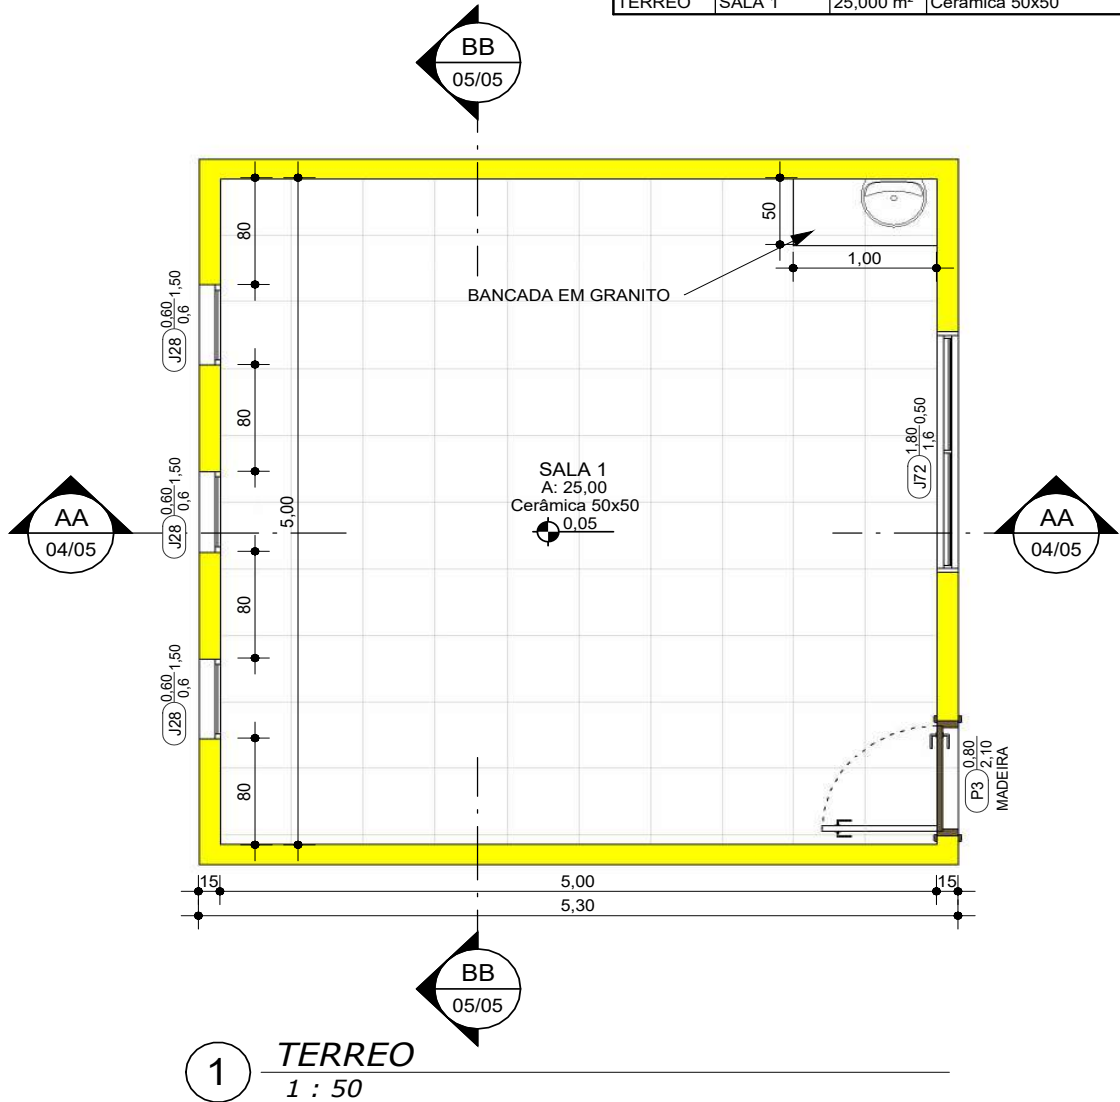 TERREO SALA 1 25,000 m² Cerâmica 50x50
BB
05/05
80
50
1,00
BANCADA EM GRANITO
J28 0,60 1,50
0,6
80
J72 1,80 0,50
1,6
SALA 1
A: 25,00
Cerâmica 50x50
0,05
5,00
J28 0,60 1,50
0,6
AA
04/05
AA
04/05
80
J28 0,60 1,50
0,6
80
P3 0,80
2,10
MADEIRA
15 5,00 15
5,30
BB
05/05
1 TERREO
1 : 50